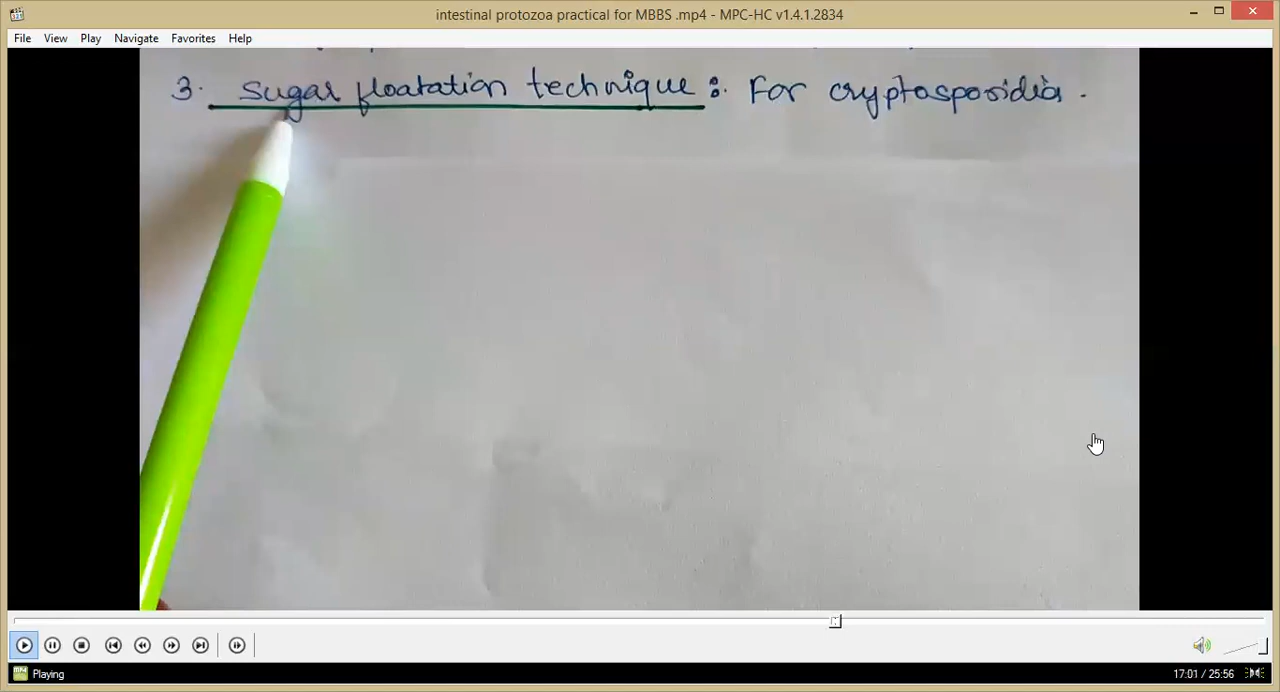 intestinal protozoa practical for MBBS .mp4 - MPC-HC v1.4.1.2834
File View Play Navigate Favorites Help
3. Sugar floatation technique : For cryptosporidia .
Playing
17:01 / 25:56